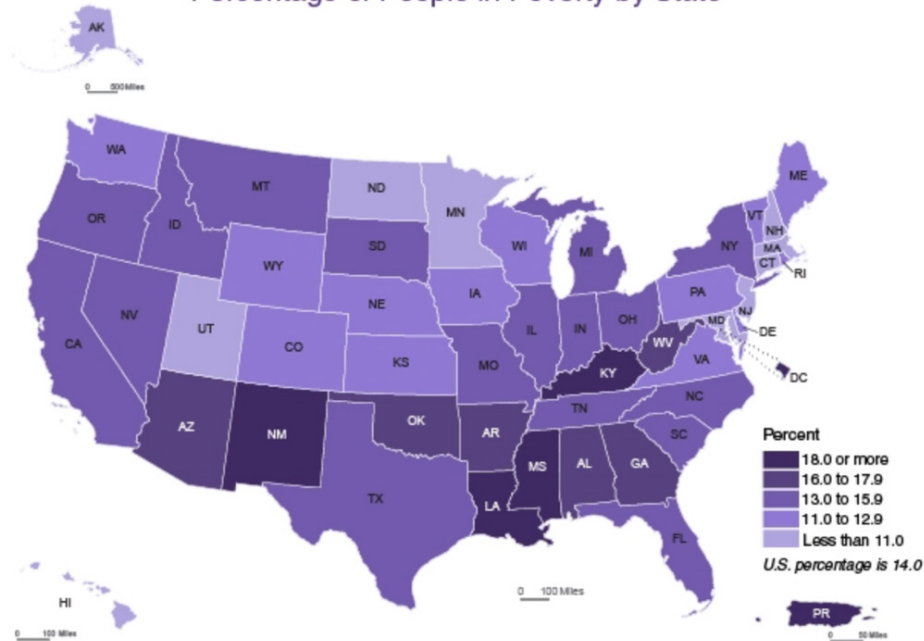 Percentage of People in Poverty by State
AK
0 500 Miles
WA
MT
ND
MN
ME
OR
ID
SD
WI
MI
NY
VT
NH
MA
CT
RI
WY
NE
IA
PA
NJ
NV
UT
CO
KS
IL
IN
OH
MD
DE
CA
MO
WV
VA
DC
KY
AZ
NM
OK
AR
TN
NC
SC
MS
AL
GA
TX
LA
FL
Percent
18.0 or more
16.0 to 17.9
13.0 to 15.9
11.0 to 12.9
Less than 11.0
U.S. percentage is 14.0
HI
0 100 Miles
0 100 Miles
PR
0 50 Miles